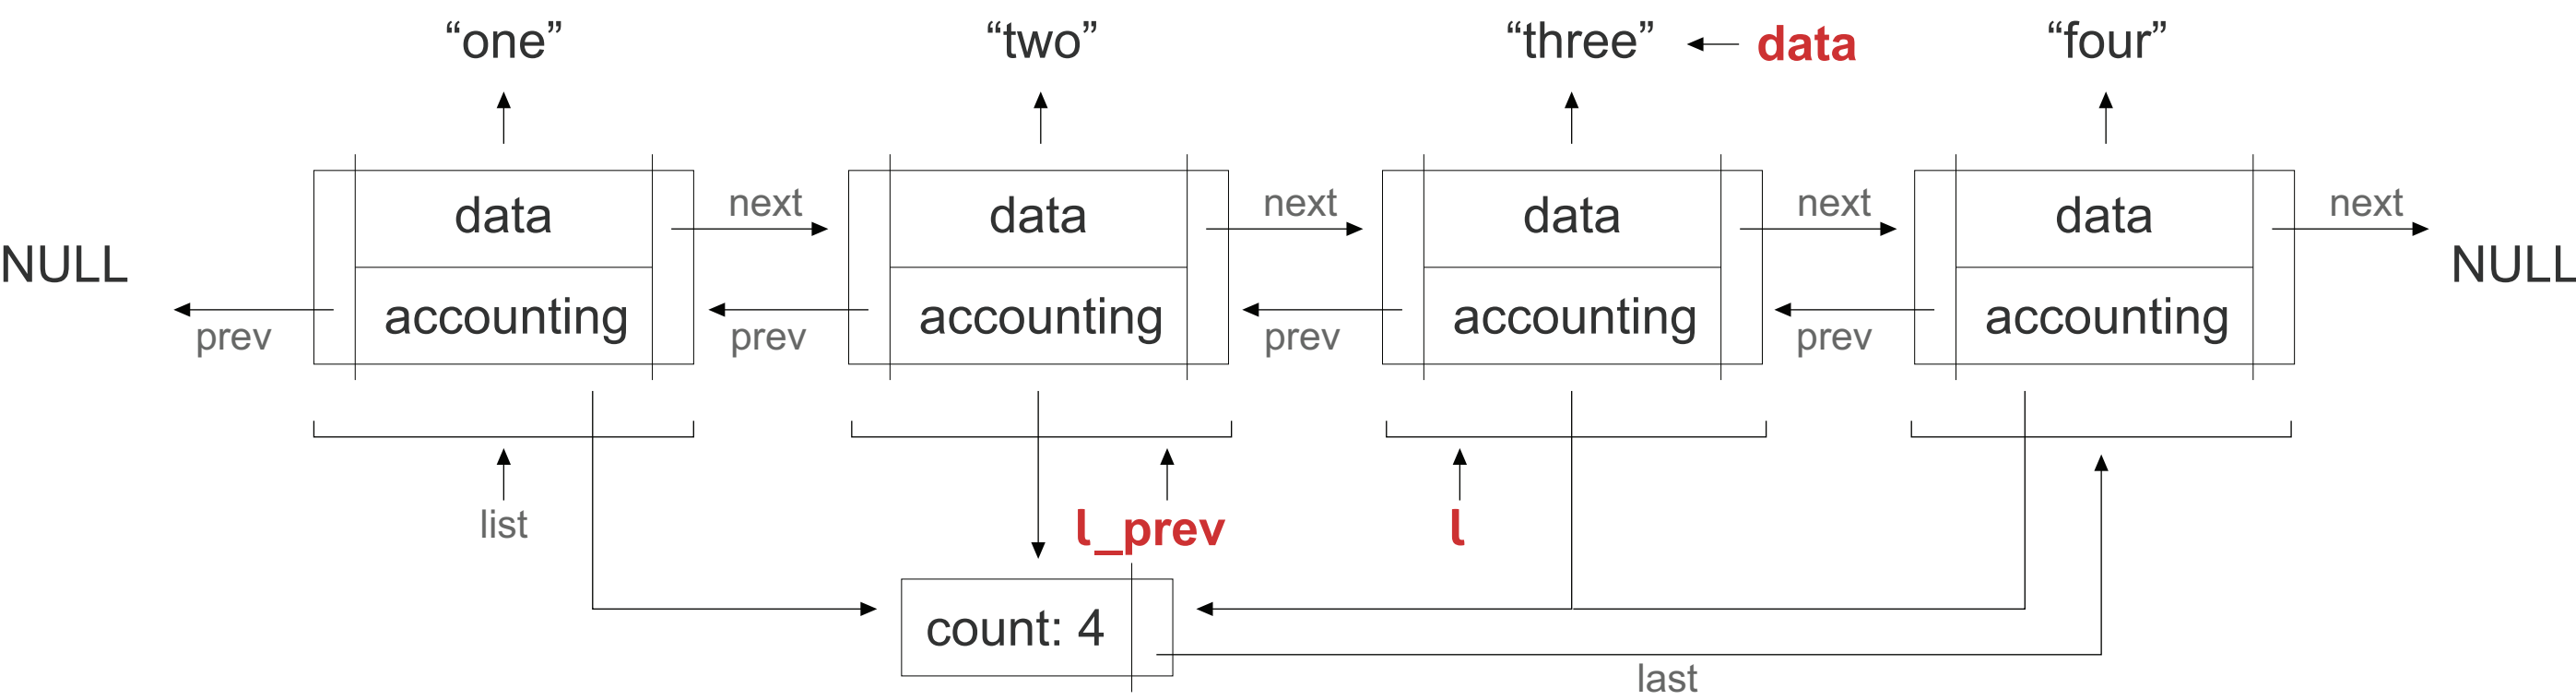 “one” “two” “three” data “four”
data next data next data next data next
NULL NULL
accounting accounting accounting accounting
prev prev prev prev
list l_prev l
count: 4
last